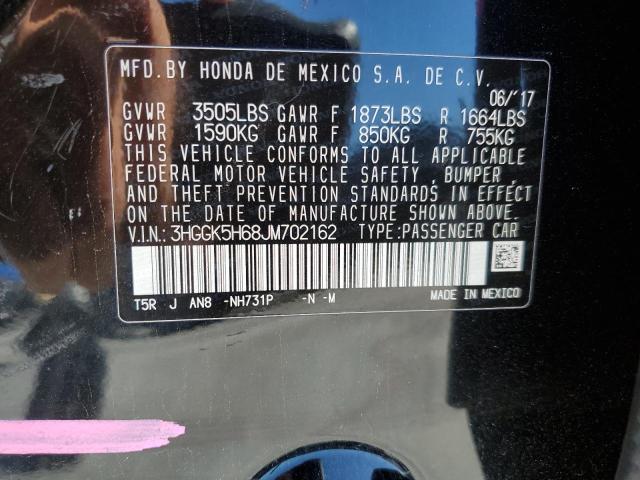 MFD.BY HONDA DE MEXICO S.A. DE C.V.
06/'17
GVWR 3505LBS GAWR F 1873LBS R 1664LBS
GVWR 1590KG GAWR F 850KG R 755KG
THIS VEHICLE CONFORMS TO ALL APPLICABLE
FEDERAL MOTOR VEHICLE SAFETY, BUMPER,
AND THEFT PREVENTION STANDARDS IN EFFECT
ON THE DATE OF MANUFACTURE SHOWN ABOVE.
V.I.N.: 3HGGK5H68JM702162 TYPE:PASSENGER CAR
T5R J AN8 -NH731P -N -M MADE IN MEXICO